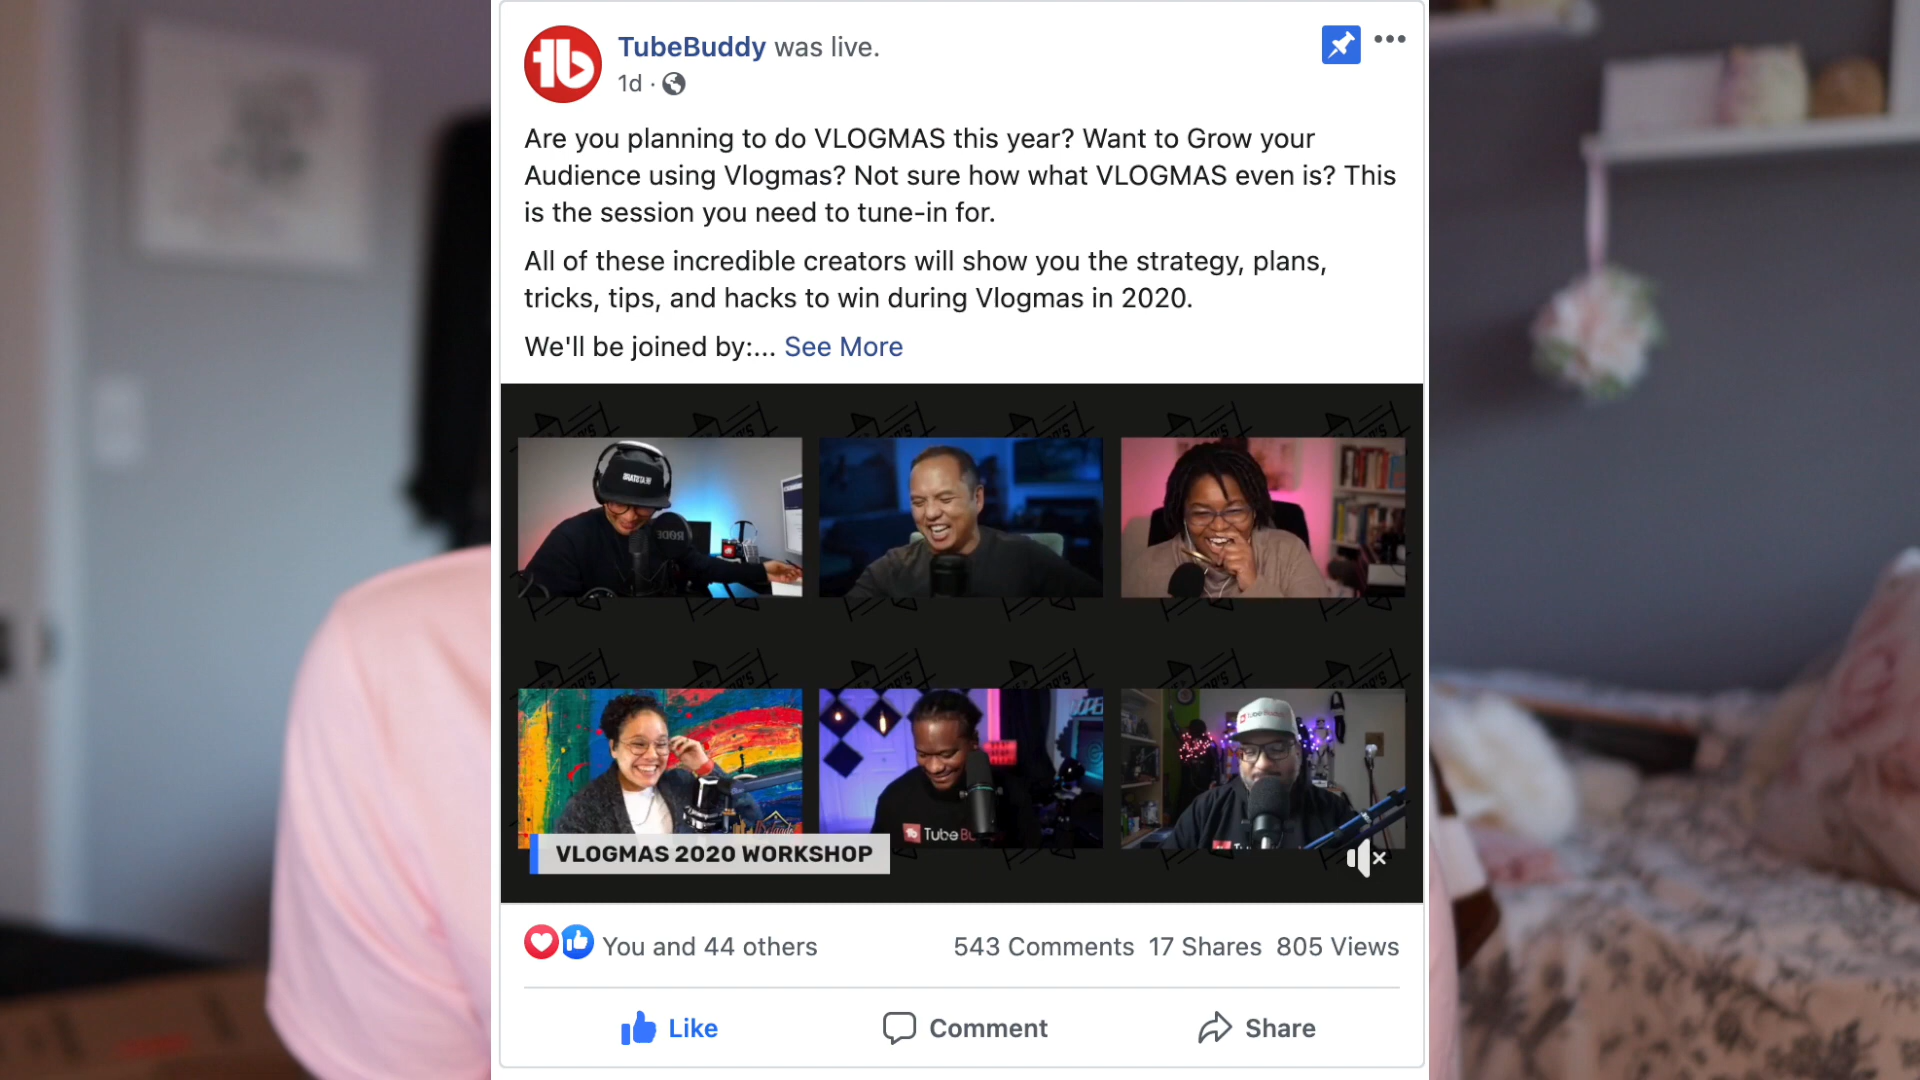 TubeBuddy was live.
1d ·
Are you planning to do VLOGMAS this year? Want to Grow your
Audience using Vlogmas? Not sure how what VLOGMAS even is? This
is the session you need to tune-in for.
All of these incredible creators will show you the strategy, plans,
tricks, tips, and hacks to win during Vlogmas in 2020.
We'll be joined by:... See More
RODE
TubeBuddy
Tube Bu
VLOGMAS 2020 WORKSHOP
You and 44 others 543 Comments 17 Shares 805 Views
Like Comment Share